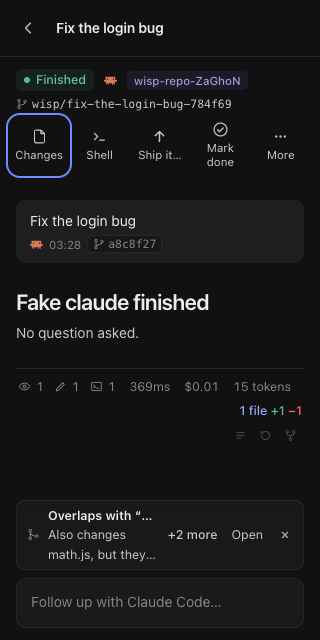 Fix the login bug
Finished
wisp-repo-ZaGhoN
wisp/fix-the-login-bug-784f69
Changes
Shell
Ship it...
Mark
done
More
Fix the login bug
03:28
a8c8f27
Fake claude finished
No question asked.
1 1 1 369ms $0.01 15 tokens
1 file +1 −1
Overlaps with “...
Also changes
math.js, but they...
+2 more
Open
×
Follow up with Claude Code...